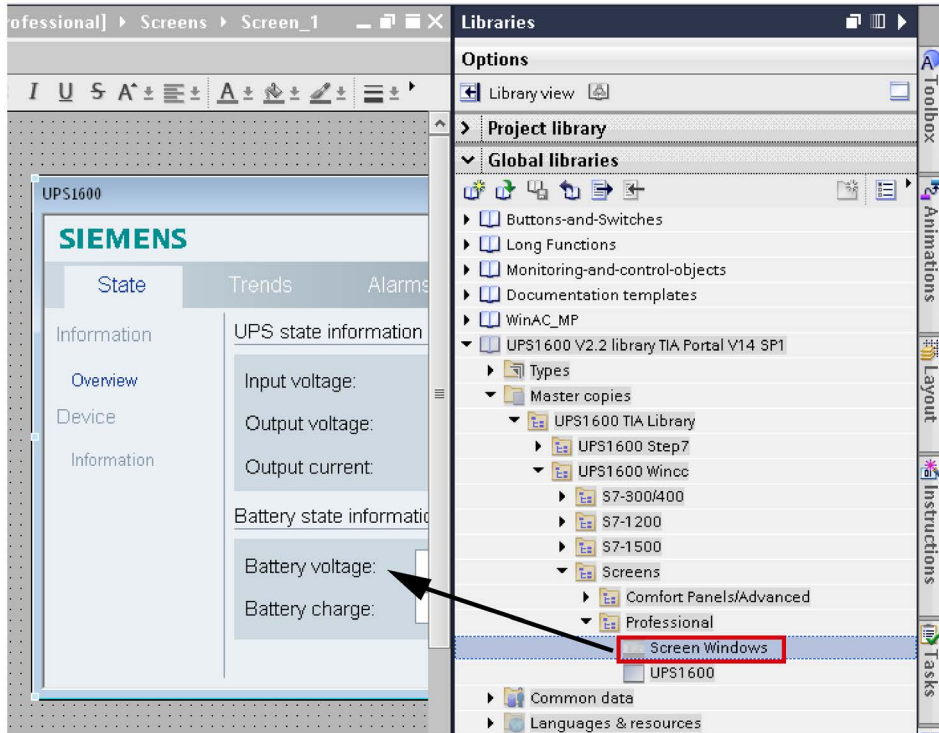 ofessional] ▸ Screens ▸ Screen_1
UPS1600
SIEMENS
State Trends Alarms
Information
Overview
Device
Information
UPS state information
Input voltage:
Output voltage:
Output current:
Battery state informatio
Battery voltage:
Battery charge:
Libraries
Options
Library view
Project library
Global libraries
Buttons-and-Switches
Long Functions
Monitoring-and-control-objects
Documentation templates
WinAC_MP
UPS1600 V2.2 library TIA Portal V14 SP1
Types
Master copies
UPS1600 TIA Library
UPS1600 Step7
UPS1600 Wincc
S7-300/400
S7-1200
S7-1500
Screens
Comfort Panels/Advanced
Professional
Screen Windows
UPS1600
Common data
Languages & resources
Toolbox
Animations
Layout
Instructions
Tasks